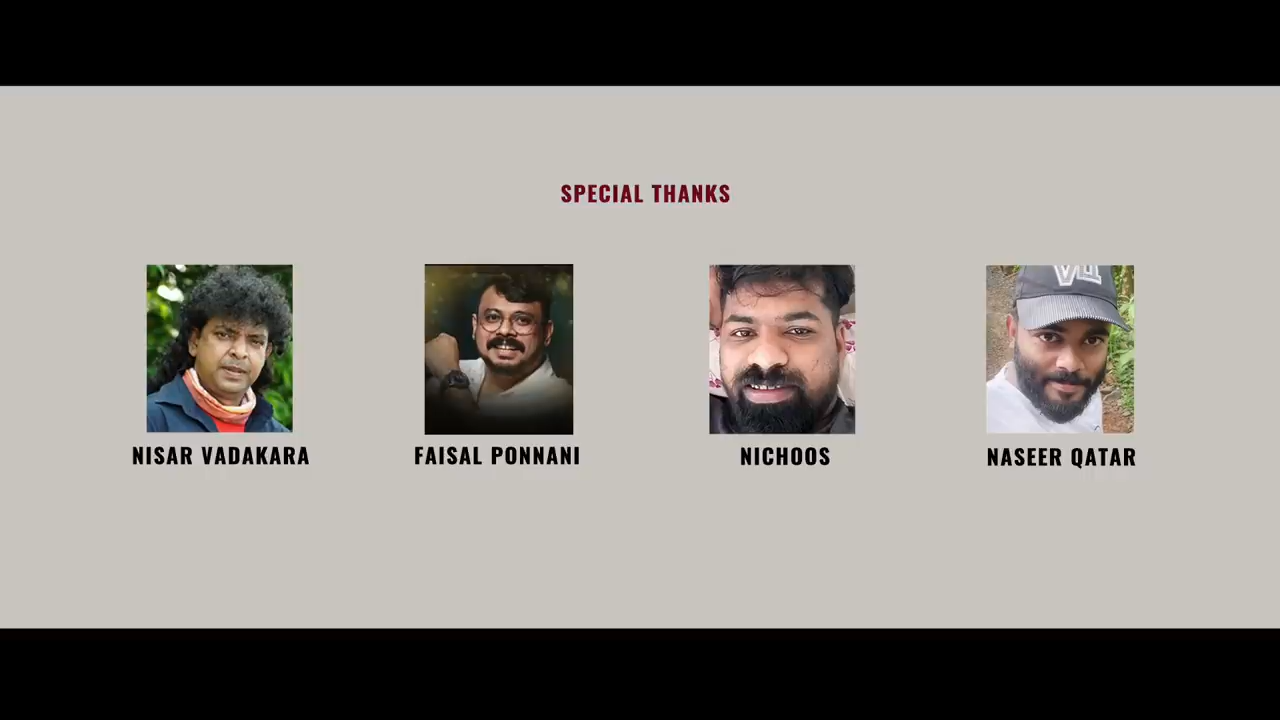 SPECIAL THANKS
NISAR VADAKARA
FAISAL PONNANI
NICHOOS
NASEER QATAR